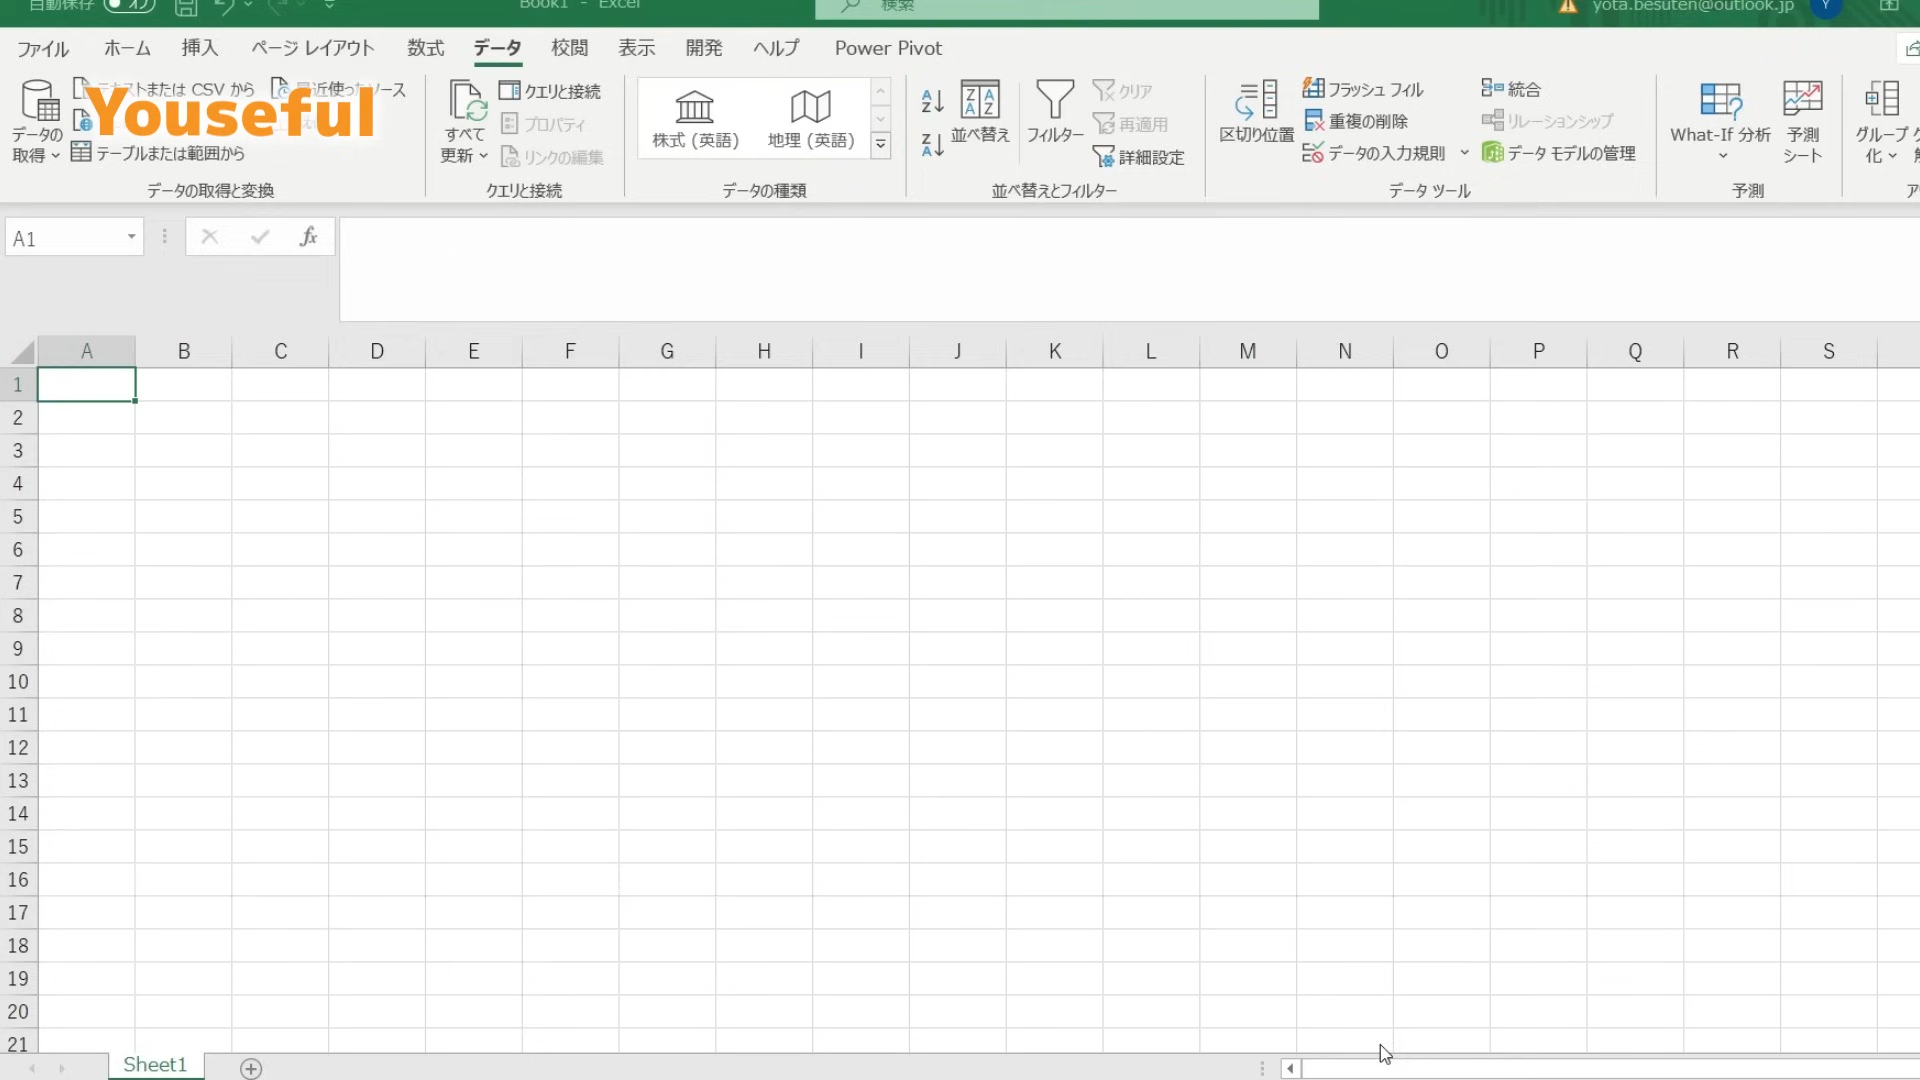 自動保存 オフ Book1 - Excel 検索 yota.besuten@outlook.jp Y
ファイル ホーム 挿入 ページ レイアウト 数式 データ 校閲 表示 開発 ヘルプ Power Pivot
Youseful
データの取得
テキストまたは CSV から
最近使ったソース
テーブルまたは範囲から
データの取得と変換
すべて更新
クエリと接続
プロパティ
リンクの編集
クエリと接続
株式 (英語)
地理 (英語)
データの種類
並べ替え
フィルター
クリア
再適用
詳細設定
並べ替えとフィルター
区切り位置
フラッシュ フィル
重複の削除
データの入力規則
統合
リレーションシップ
データ モデルの管理
データ ツール
What-If 分析
予測シート
予測
グループ化
A1
fx
A B C D E F G H I J K L M N O P Q R S
1
2
3
4
5
6
7
8
9
10
11
12
13
14
15
16
17
18
19
20
21
Sheet1